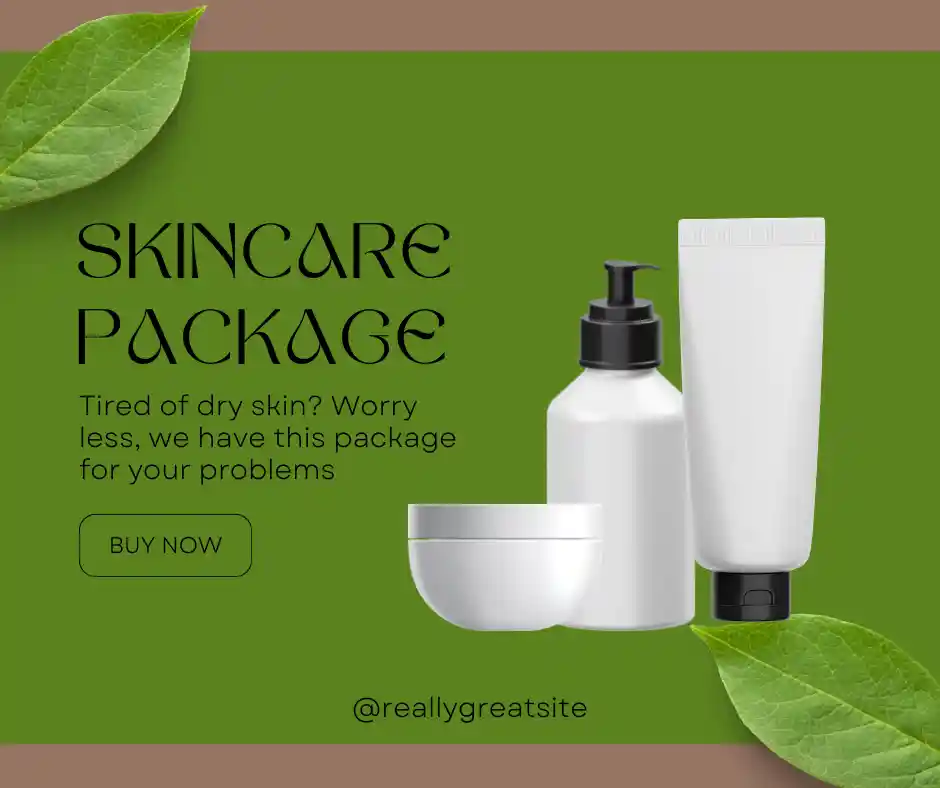 SKINCARE
PACKAGE
Tired of dry skin? Worry
less, we have this package
for your problems
BUY NOW
@reallygreatsite